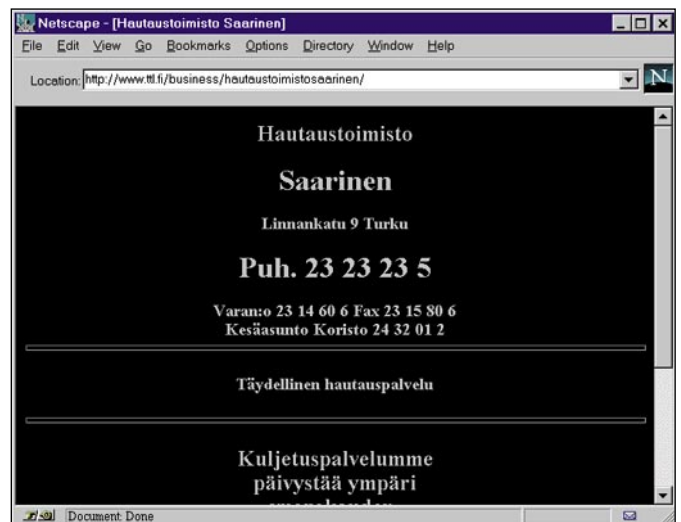 Netscape - [Hautaustoimisto Saarinen]
File Edit View Go Bookmarks Options Directory Window Help
Location: http://www.ttl.fi/business/hautaustoimistosaarinen/
N
Hautaustoimisto
Saarinen
Linnankatu 9 Turku
Puh. 23 23 23 5
Varan:o 23 14 60 6 Fax 23 15 80 6
Kesäasunto Koristo 24 32 01 2
Täydellinen hautauspalvelu
Kuljetuspalvelumme
päivystää ympäri
Document: Done